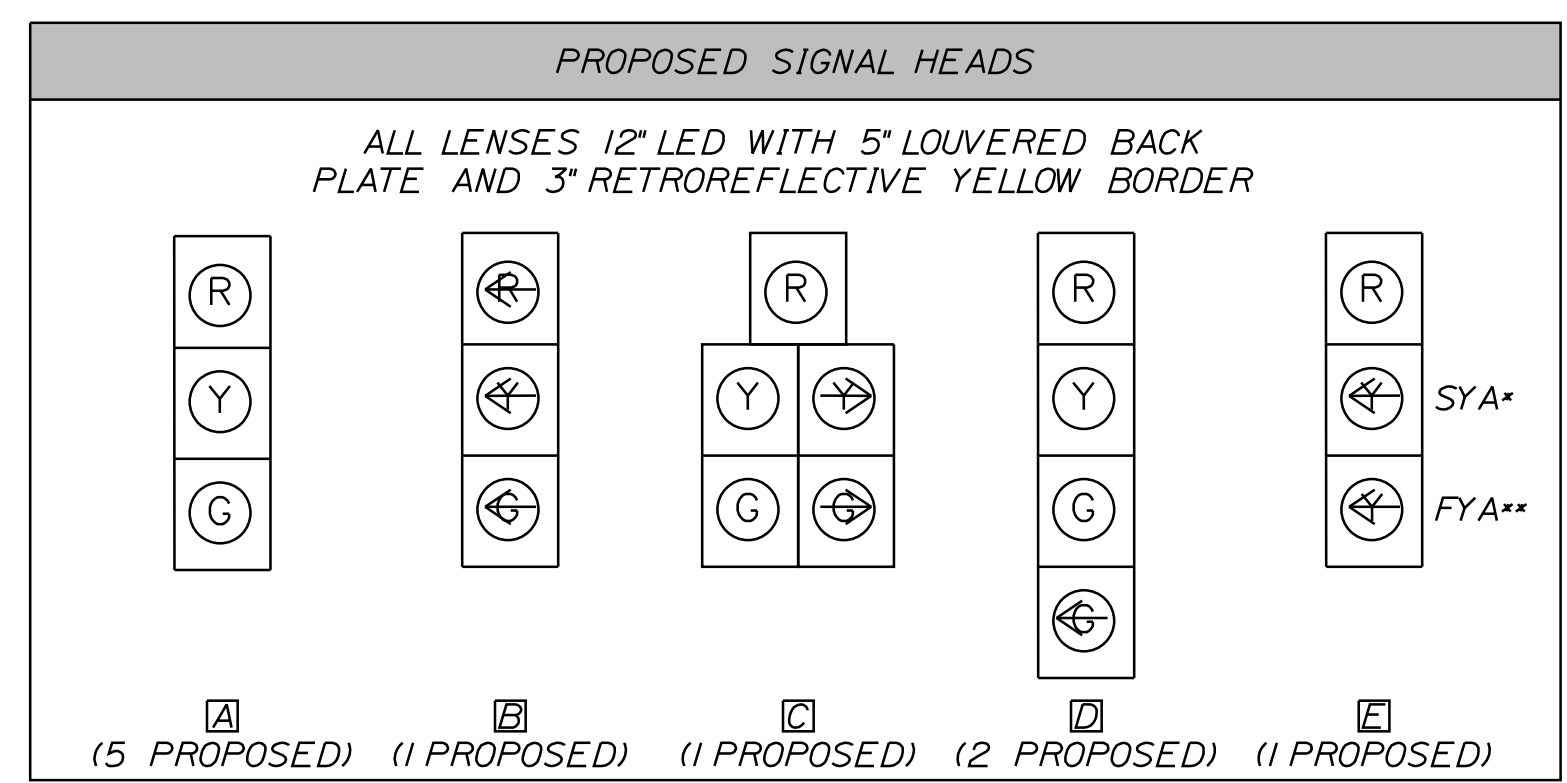 PROPOSED SIGNAL HEADS
ALL LENSES 12" LED WITH 5" LOUVERED BACK
PLATE AND 3" RETROREFLECTIVE YELLOW BORDER
R R R R R
Y Y Y Y Y Y SYA*
G G G G G Y FYA**
G
A B C D E
(5 PROPOSED) (1 PROPOSED) (1 PROPOSED) (2 PROPOSED) (1 PROPOSED)